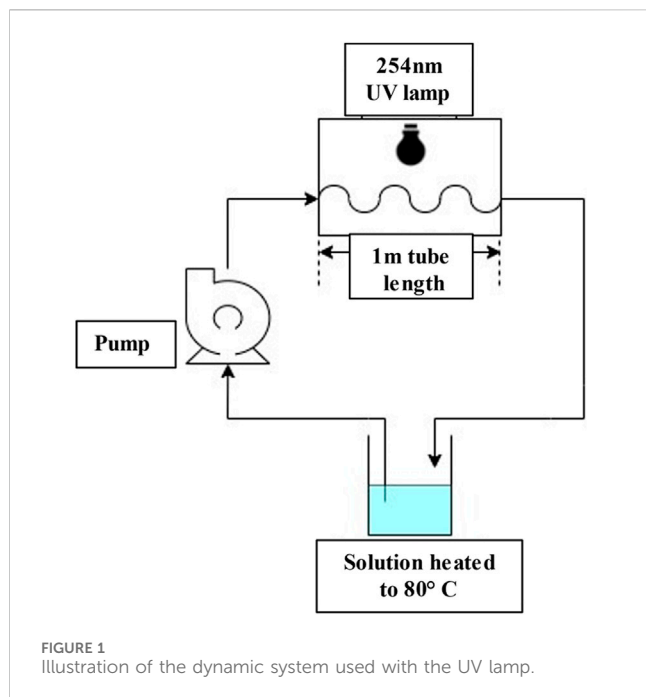 254nm
UV lamp
1m tube
length
Pump
Solution heated
to 80° C
FIGURE 1
Illustration of the dynamic system used with the UV lamp.